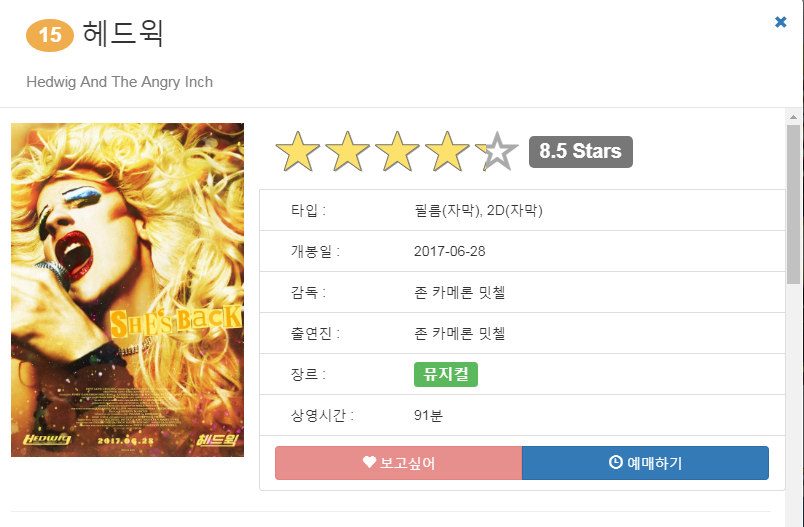 15 헤드윅
Hedwig And The Angry Inch
8.5 Stars
타입 : 필름(자막), 2D(자막)
개봉일 : 2017-06-28
감독 : 존 카메론 밋첼
출연진 : 존 카메론 밋첼
장르 : 뮤지컬
상영시간 : 91분
보고싶어 예매하기
SHE'S BACK
HEDWIG 2017.06.28 헤드윅